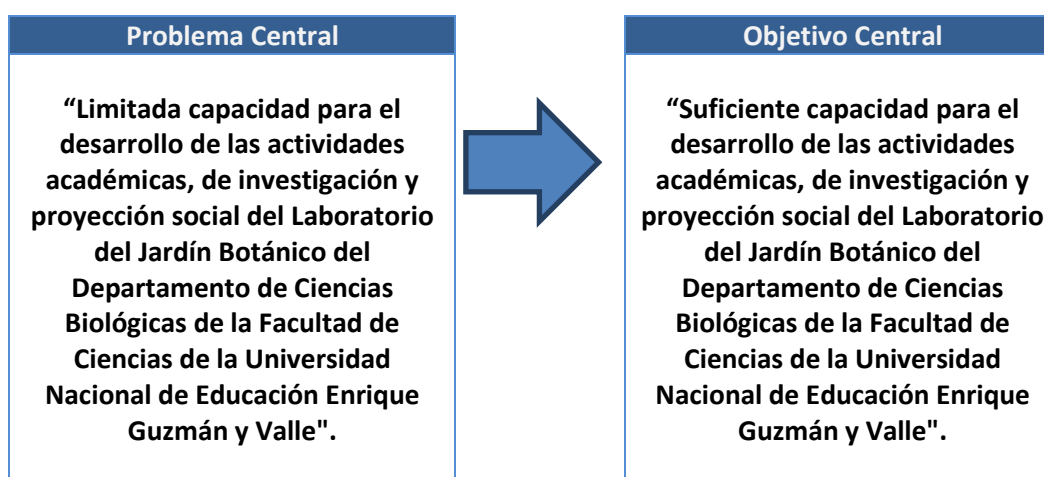 Problema Central
“Limitada capacidad para el
desarrollo de las actividades
académicas, de investigación y
proyección social del Laboratorio
del Jardín Botánico del
Departamento de Ciencias
Biológicas de la Facultad de
Ciencias de la Universidad
Nacional de Educación Enrique
Guzmán y Valle".
Objetivo Central
“Suficiente capacidad para el
desarrollo de las actividades
académicas, de investigación y
proyección social del Laboratorio
del Jardín Botánico del
Departamento de Ciencias
Biológicas de la Facultad de
Ciencias de la Universidad
Nacional de Educación Enrique
Guzmán y Valle".